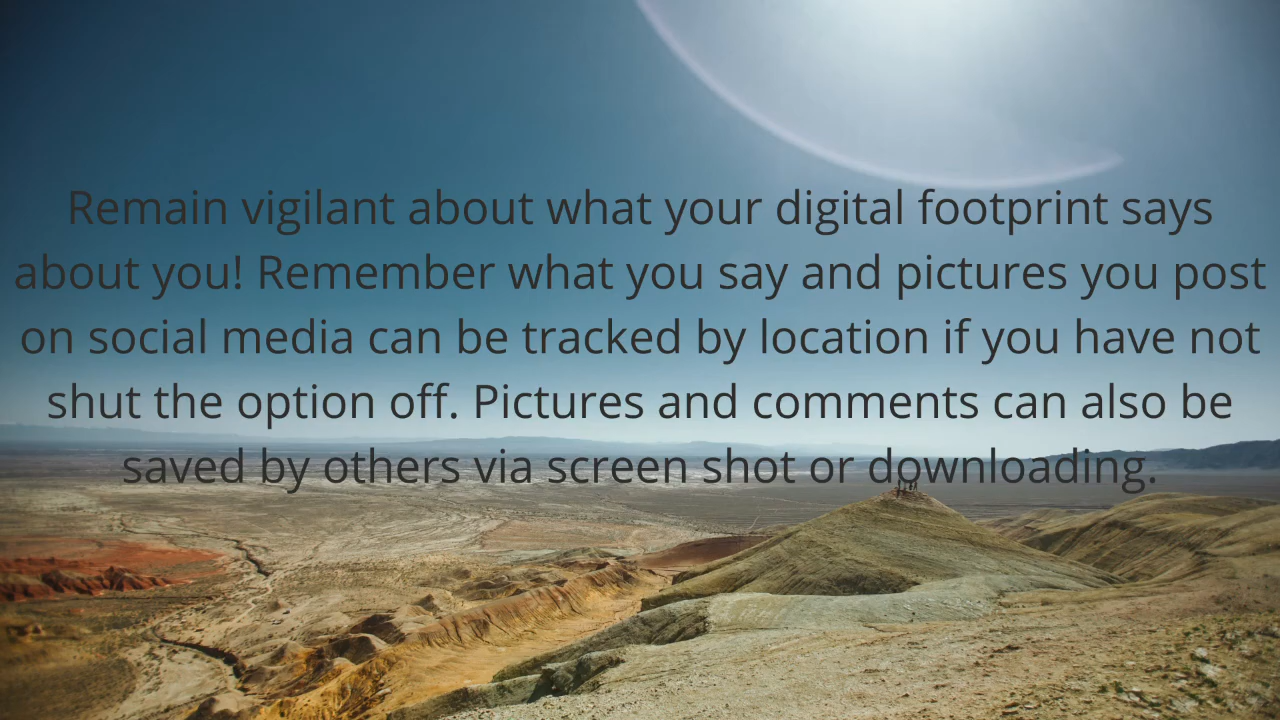 Remain vigilant about what your digital footprint says
about you! Remember what you say and pictures you post
on social media can be tracked by location if you have not
shut the option off. Pictures and comments can also be
saved by others via screen shot or downloading.